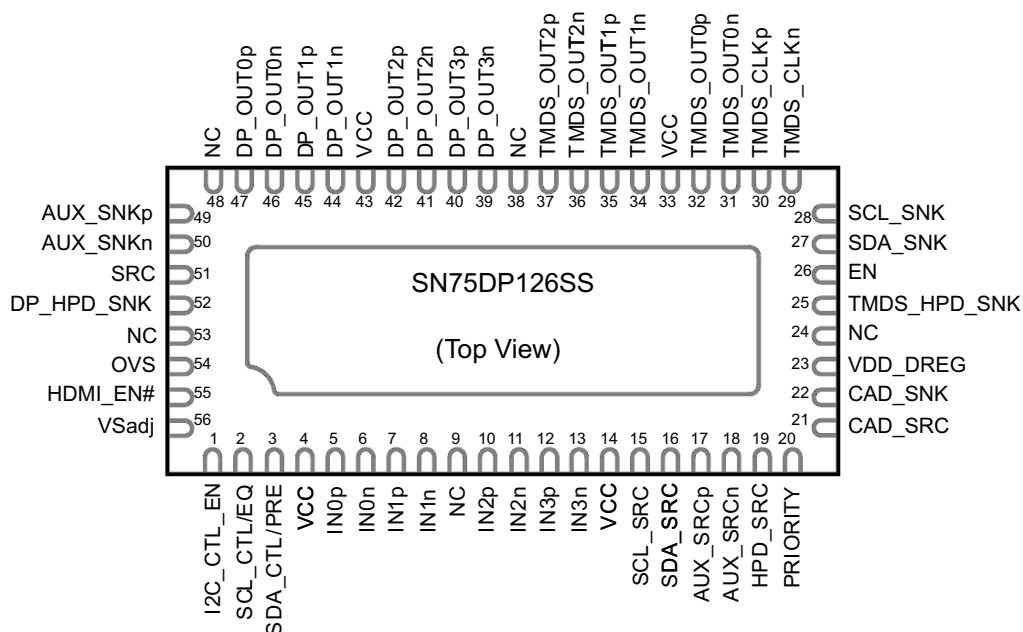 NC
DP_OUT0p
DP_OUT0n
DP_OUT1p
DP_OUT1n
VCC
DP_OUT2p
DP_OUT2n
DP_OUT3p
DP_OUT3n
NC
TMDS_OUT2p
TMDS_OUT2n
TMDS_OUT1p
TMDS_OUT1n
VCC
TMDS_OUT0p
TMDS_OUT0n
TMDS_CLKp
TMDS_CLKn
48
47
46
45
44
43
42
41
40
39
38
37
36
35
34
33
32
31
30
29
AUX_SNKp
49
AUX_SNKn
50
SRC
51
DP_HPD_SNK
52
NC
53
OVS
54
HDMI_EN#
55
VSadj
56
SN75DP126SS
(Top View)
28
SCL_SNK
27
SDA_SNK
26
EN
25
TMDS_HPD_SNK
24
NC
23
VDD_DREG
22
CAD_SNK
21
CAD_SRC
1
2
3
4
5
6
7
8
9
10
11
12
13
14
15
16
17
18
19
20
I2C_CTL_EN
SCL_CTL/EQ
SDA_CTL/PRE
VCC
IN0p
IN0n
IN1p
IN1n
NC
IN2p
IN2n
IN3p
IN3n
VCC
SCL_SRC
SDA_SRC
AUX_SRCp
AUX_SRCn
HPD_SRC
PRIORITY